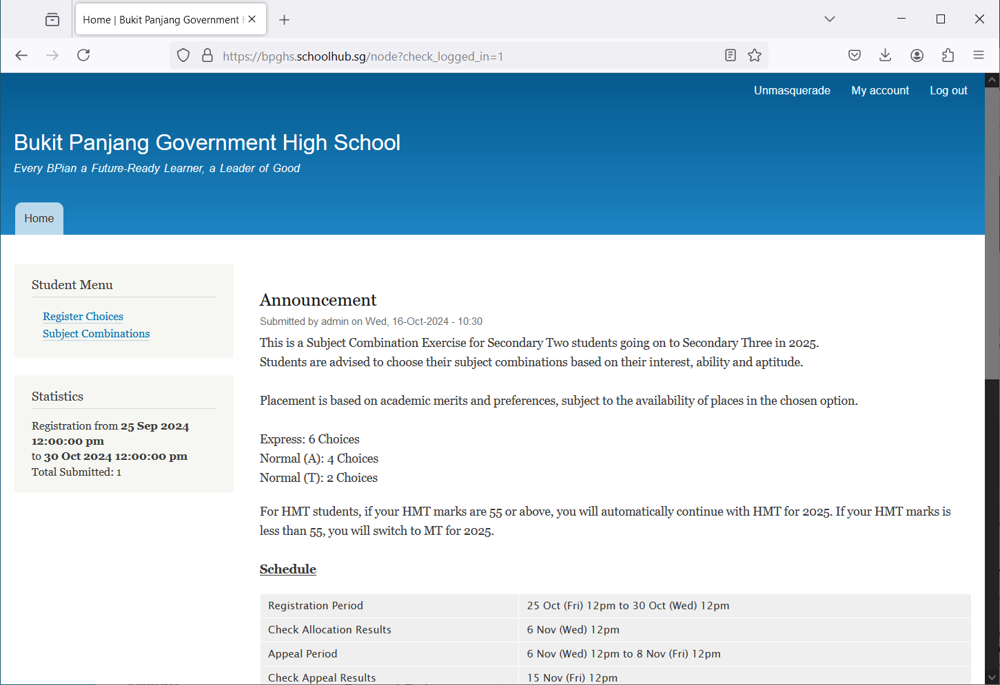 Home | Bukit Panjang Government
https://bpghs.schoolhub.sg/node?check_logged_in=1
Unmasquerade My account Log out
Bukit Panjang Government High School
Every BPian a Future-Ready Learner, a Leader of Good
Home
Student Menu
Register Choices
Subject Combinations
Statistics
Registration from 25 Sep 2024
12:00:00 pm
to 30 Oct 2024 12:00:00 pm
Total Submitted: 1
Announcement
Submitted by admin on Wed, 16-Oct-2024 - 10:30
This is a Subject Combination Exercise for Secondary Two students going on to Secondary Three in 2025.
Students are advised to choose their subject combinations based on their interest, ability and aptitude.
Placement is based on academic merits and preferences, subject to the availability of places in the chosen option.
Express: 6 Choices
Normal (A): 4 Choices
Normal (T): 2 Choices
For HMT students, if your HMT marks are 55 or above, you will automatically continue with HMT for 2025. If your HMT marks is
less than 55, you will switch to MT for 2025.
Schedule
Registration Period 25 Oct (Fri) 12pm to 30 Oct (Wed) 12pm
Check Allocation Results 6 Nov (Wed) 12pm
Appeal Period 6 Nov (Wed) 12pm to 8 Nov (Fri) 12pm
Check Appeal Results 15 Nov (Fri) 12pm